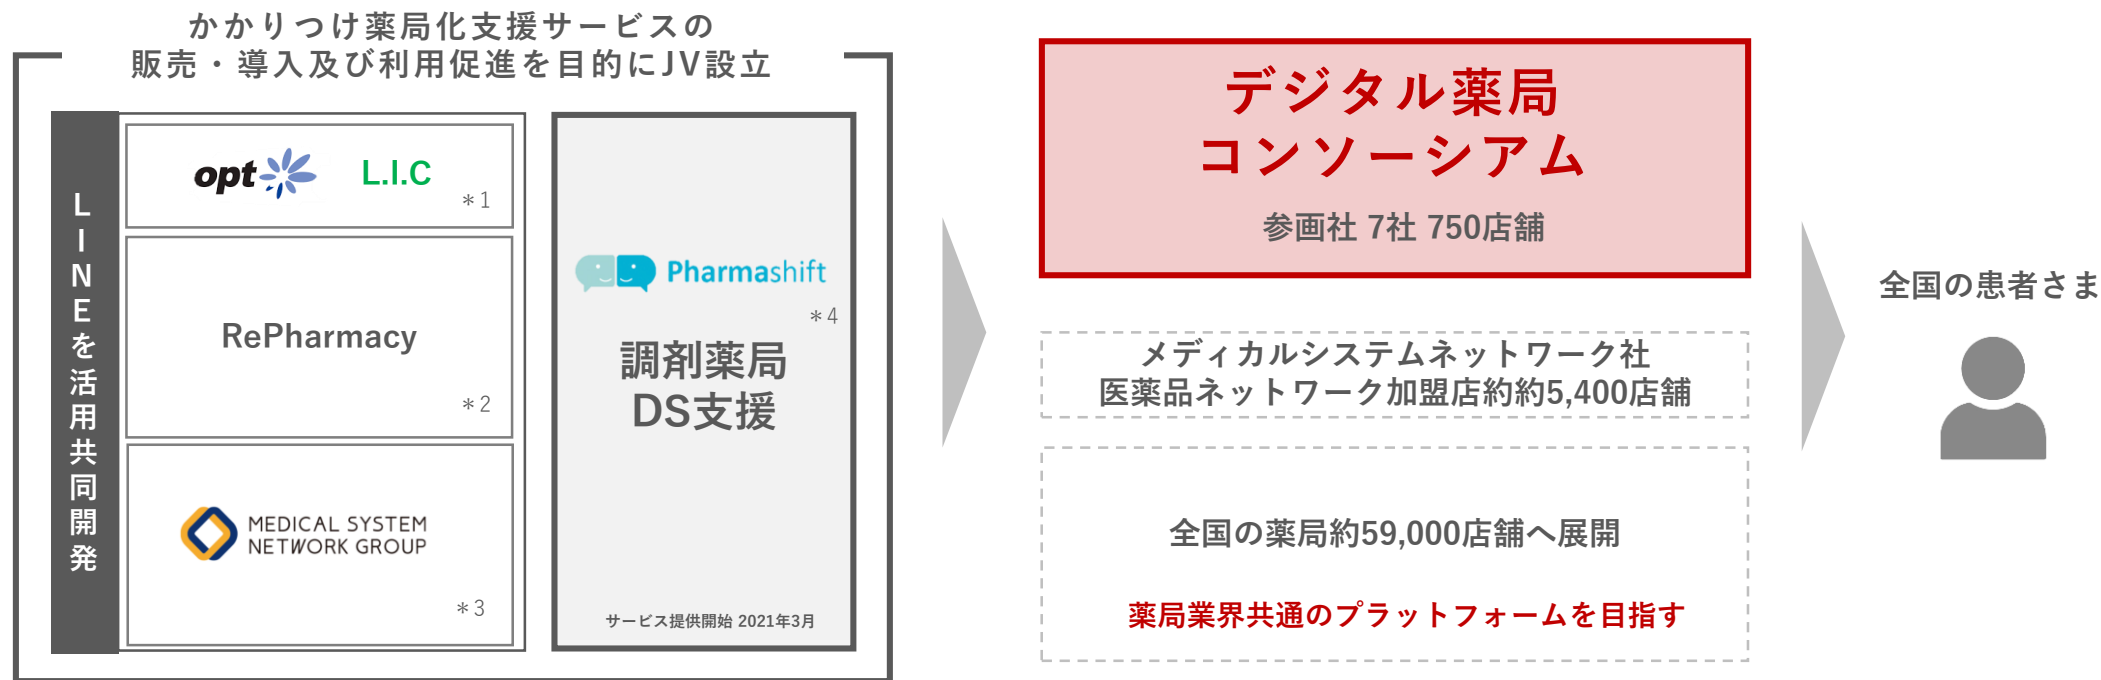 かかりつけ薬局化支援サービスの
販売・導入及び利用促進を目的にJV設立
LINEを活用共同開発
opt L.I.C
＊1
RePharmacy
＊2
MEDICAL SYSTEM
NETWORK GROUP
＊3
Pharmashift
＊4
調剤薬局
DS支援
サービス提供開始 2021年3月
デジタル薬局
コンソーシアム
参画社 7社 750店舗
メディカルシステムネットワーク社
医薬品ネットワーク加盟店約約5,400店舗
全国の薬局約59,000店舗へ展開
薬局業界共通のプラットフォームを目指す
全国の患者さま